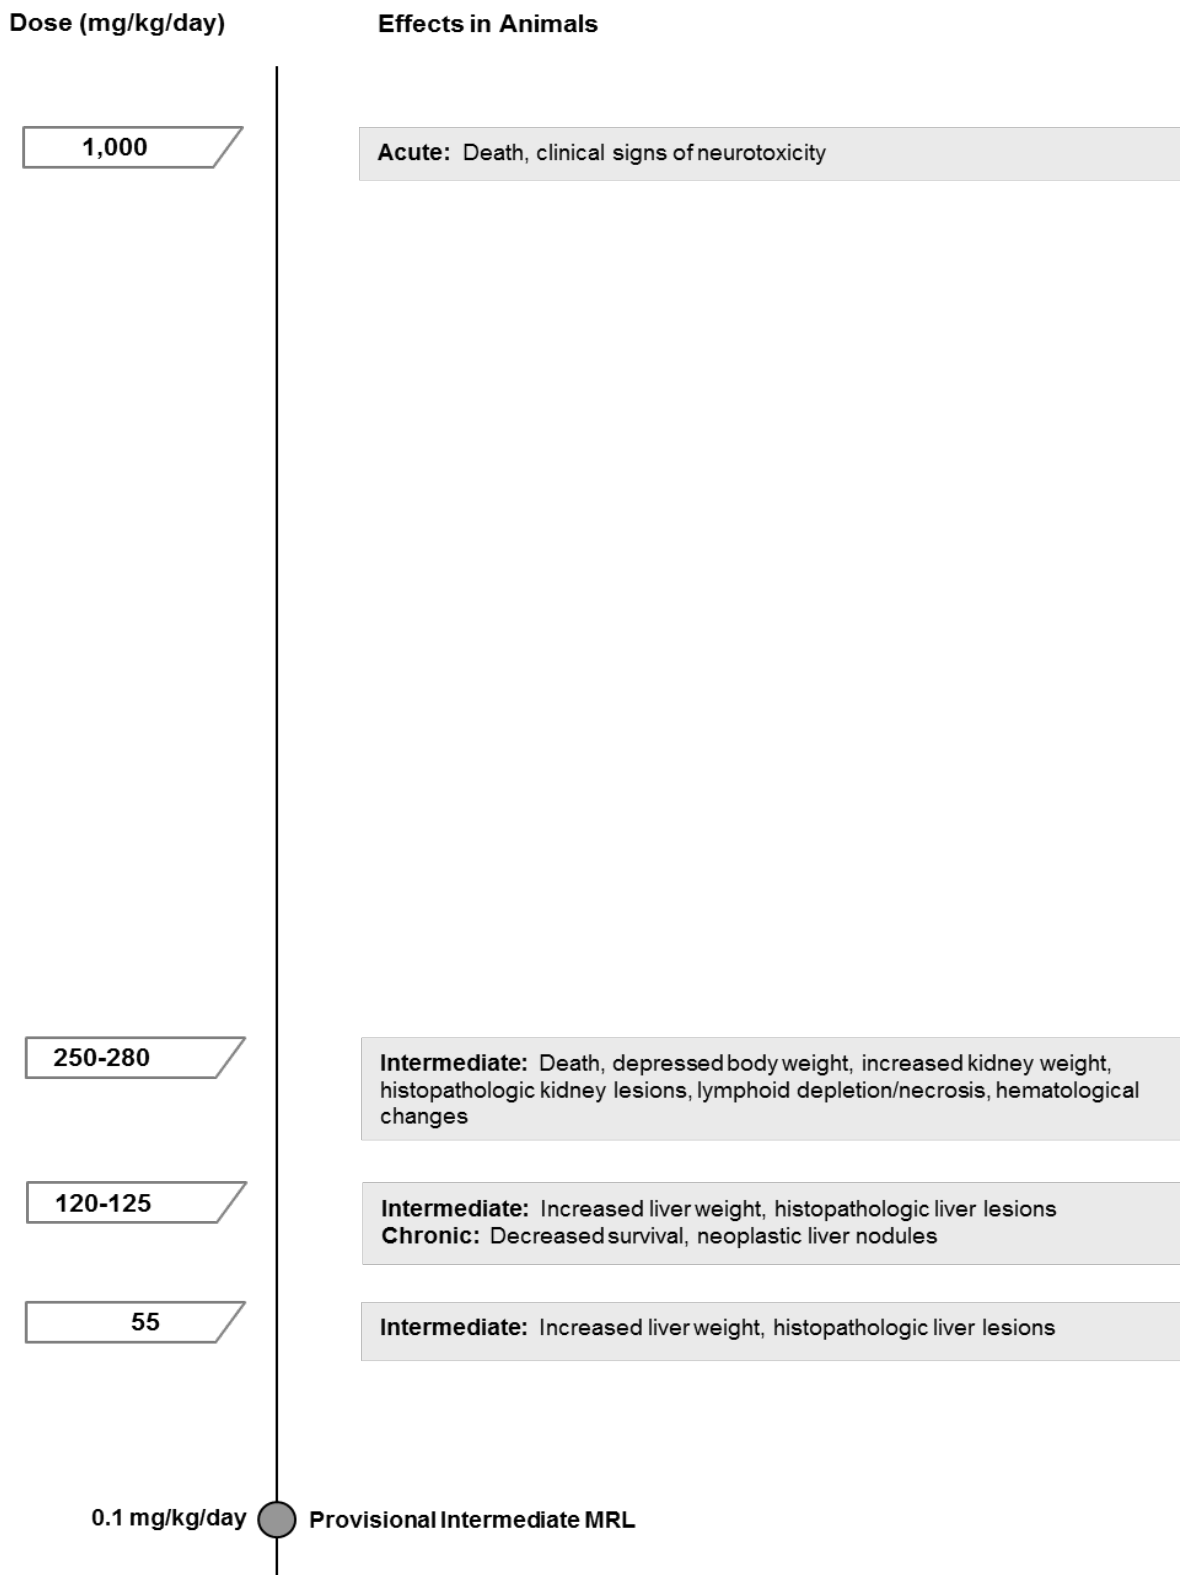 Dose (mg/kg/day) Effects in Animals
1,000 Acute: Death, clinical signs of neurotoxicity
250-280 Intermediate: Death, depressed body weight, increased kidney weight,
histopathologic kidney lesions, lymphoid depletion/necrosis, hematological
changes
120-125 Intermediate: Increased liver weight, histopathologic liver lesions
Chronic: Decreased survival, neoplastic liver nodules
55 Intermediate: Increased liver weight, histopathologic liver lesions
0.1 mg/kg/day Provisional Intermediate MRL